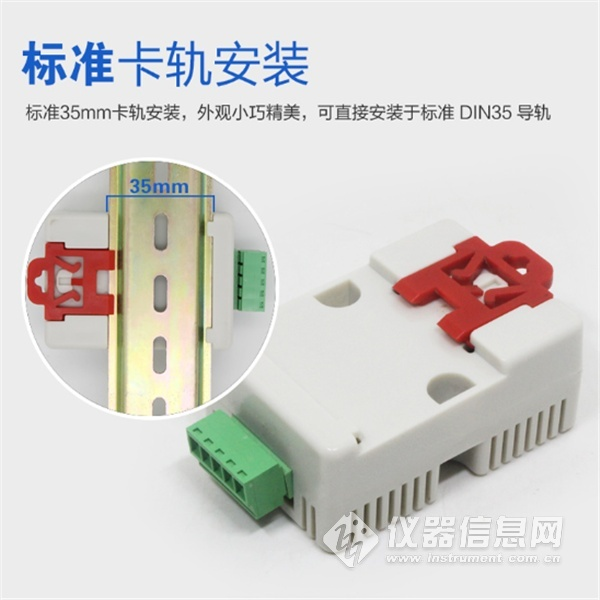 标准卡轨安装
标准35mm卡轨安装，外观小巧精美，可直接安装于标准 DIN35 导轨
35mm
仪器信息网
www.instrument.com.cn